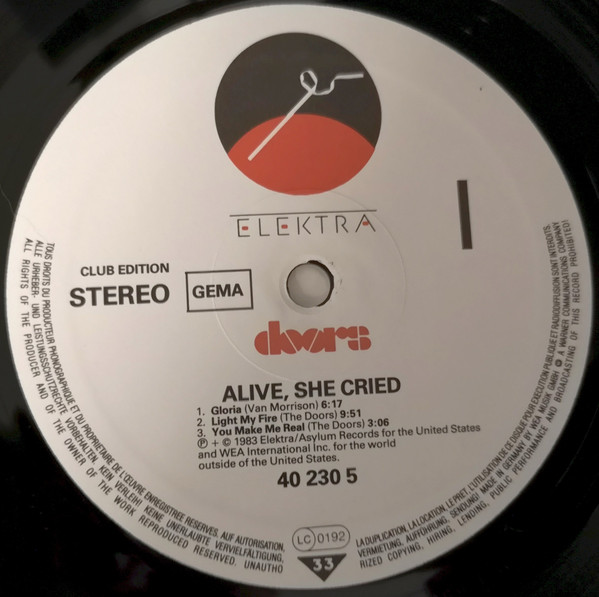 ELEKTRA
I
CLUB EDITION
STEREO
GEMA
doors
ALIVE, SHE CRIED
1. Gloria (Van Morrison) 6:17
2. Light My Fire (The Doors) 9:51
3. You Make Me Real (The Doors) 3:06
℗ + © 1983 Elektra/Asylum Records for the United States
and WEA International Inc. for the world
outside of the United States.
40 230 5
LC 0192
33
TOUS DROITS DU PRODUCTEUR PHONOGRAPHIQUE ET DU PROPRIETAIRE DE L'ŒUVRE ENREGISTREE RESERVES. AUF AUTORISATION, LA DUPLICATION, LA LOCATION, LE PRET, L'UTILISATION DE CE DISQUE POUR EXECUTION PUBLIQUE ET RADIODIFFUSION SONT INTERDITS.
ALLE URHEBER- UND LEISTUNGSSCHUTZRECHTE VORBEHALTEN. KEIN VERLEIH! KEINE UNERLAUBTE VERVIELFÄLTIGUNG, VERMIETUNG, AUFFÜHRUNG, SENDUNG! MADE IN GERMANY BY WEA MUSIK GMBH A WARNER COMMUNICATIONS COMPANY
ALL RIGHTS OF THE PRODUCER AND OF THE OWNER OF THE WORK REPRODUCED RESERVED. UNAUTHO RIZED COPYING, HIRING, LENDING, PUBLIC PERFORMANCE AND BROADCASTING OF THIS RECORD PROHIBITED!